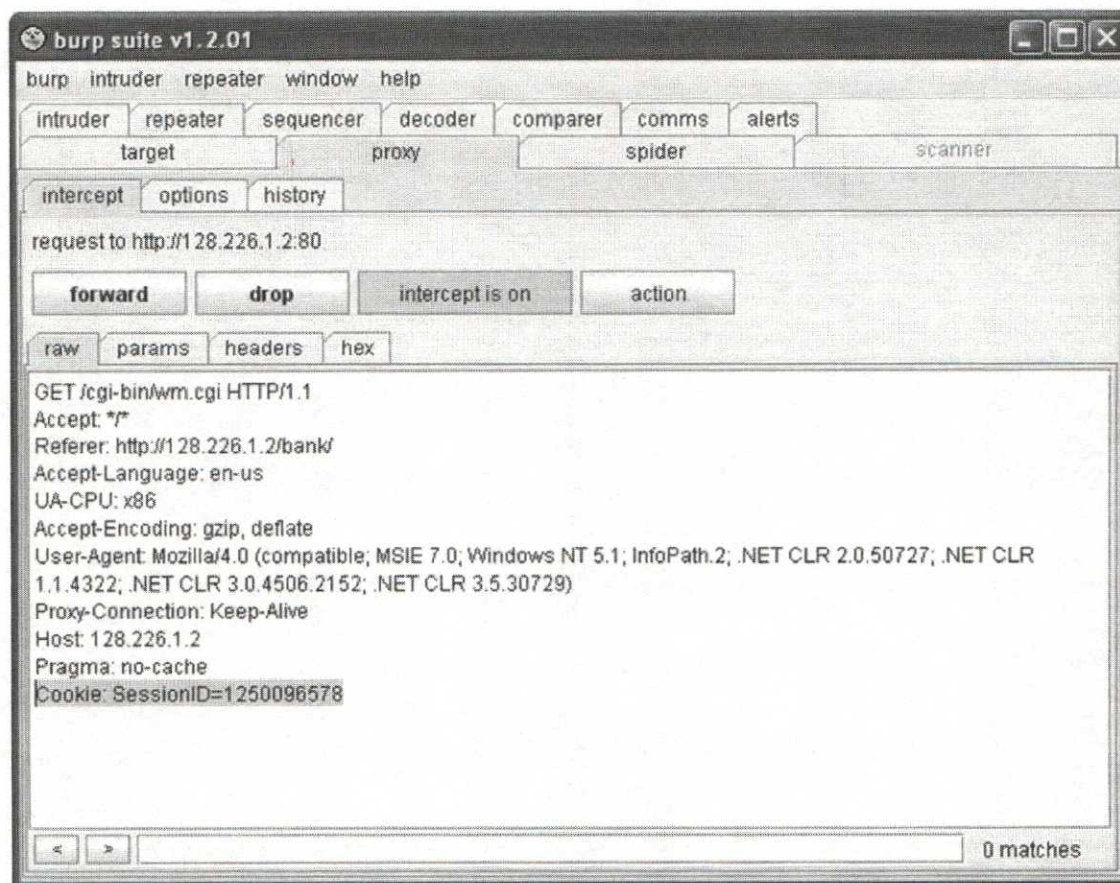 burp suite v1.2.01
burp intruder repeater window help
intruder repeater sequencer decoder comparer comms alerts
target proxy spider scanner
intercept options history
request to http://128.226.1.2:80
forward drop intercept is on action
raw params headers hex
GET /cgi-bin/wm.cgi HTTP/1.1
Accept: */*
Referer: http://128.226.1.2/bank/
Accept-Language: en-us
UA-CPU: x86
Accept-Encoding: gzip, deflate
User-Agent: Mozilla/4.0 (compatible; MSIE 7.0; Windows NT 5.1; InfoPath.2; .NET CLR 2.0.50727; .NET CLR
1.1.4322; .NET CLR 3.0.4506.2152; .NET CLR 3.5.30729)
Proxy-Connection: Keep-Alive
Host: 128.226.1.2
Pragma: no-cache
Cookie: SessionID=1250096578
< > 0 matches